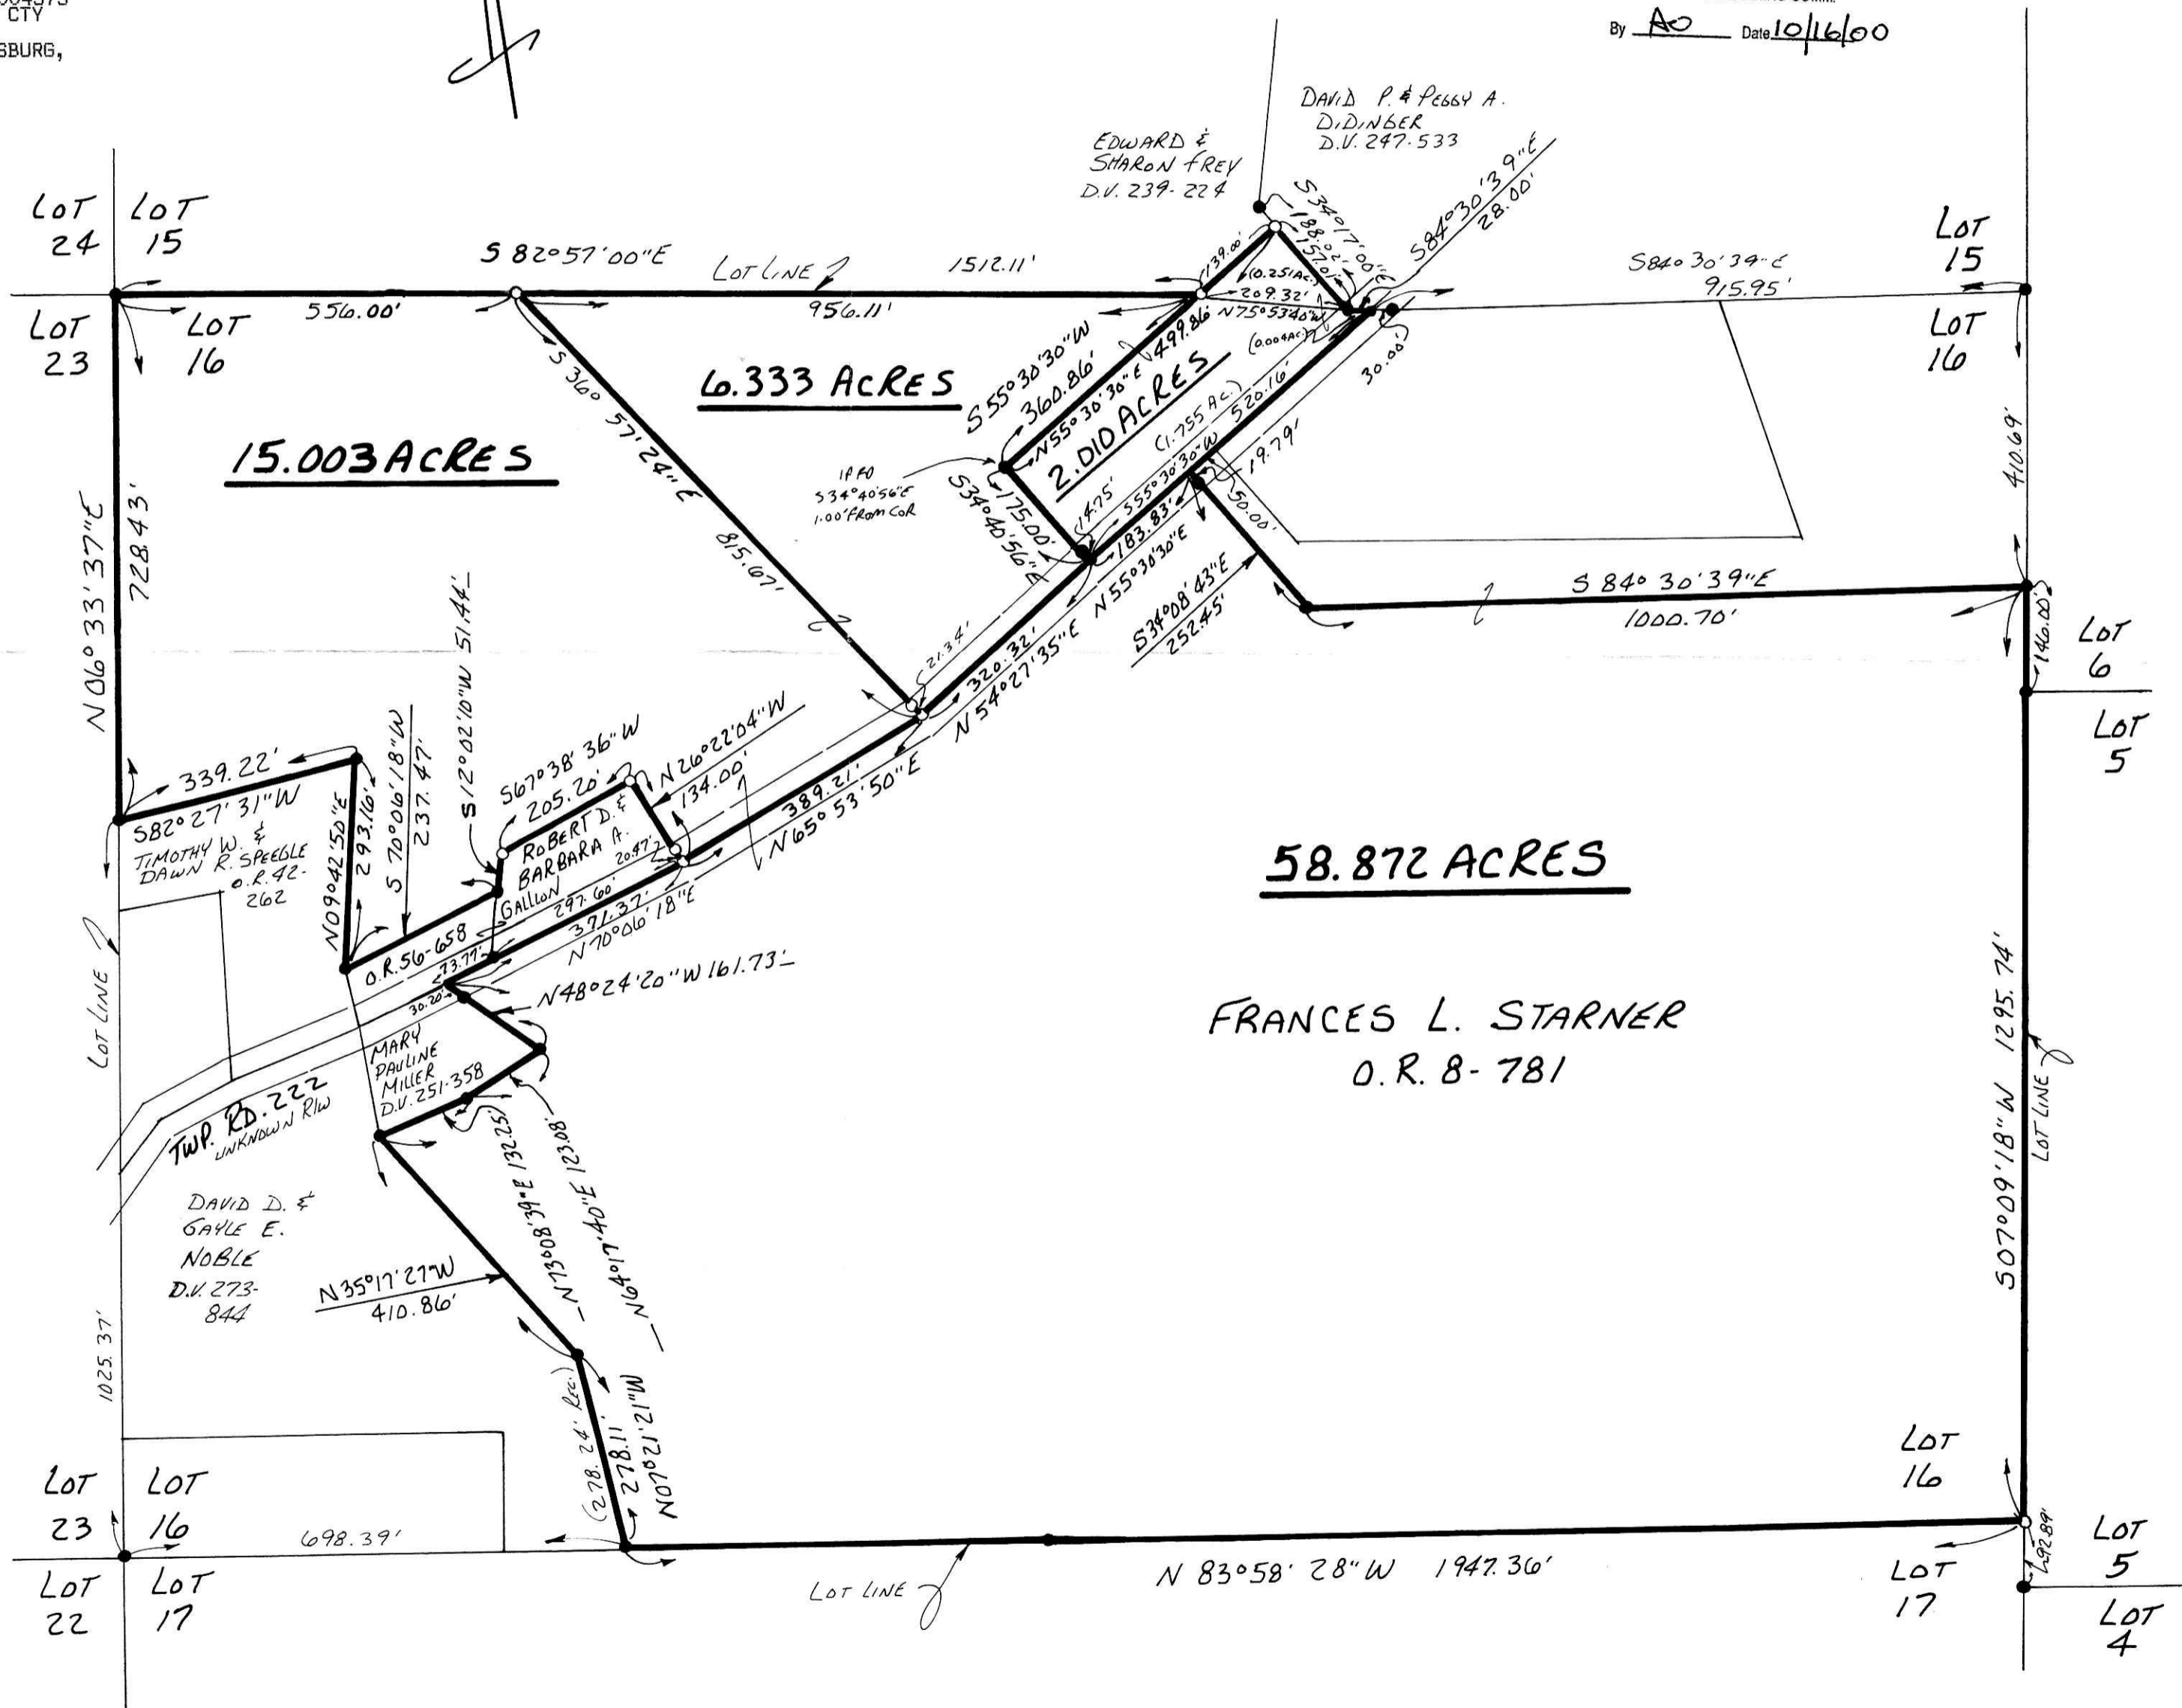 CTY
SBURG,
By AO Date 10/16/00
DAVID P. & PEGGY A.
DIDINGER
D.V. 247-533
EDWARD &
SHARON FREY
D.V. 239-224
LOT
24
LOT
15
S 82° 57' 00" E
LOT LINE
1512.11'
556.00'
956.11'
139.00'
S34°17'00"E
188.02'
157.01'
S84°30'39"E
28.00'
(0.251 AC.)
209.32'
N75°53'40"W
(0.004 AC.)
30.00'
S84°30'39"E
915.95'
LOT
15
LOT
16
410.69'
LOT
23
LOT
16
15.003 ACRES
6.333 ACRES
S 36° 57' 24" E
815.67'
S55°30'30"W
360.86'
N55°30'30"E 499.86'
2.010 ACRES
(1.755 AC.)
S55°30'30"W 520.16'
19.79'
IPFO
S34°40'56"E
1.00' FROM COR
175.00'
S34°40'56"E
14.75'
183.83'
N55°30'30"E
50.00'
S34°08'43"E
252.45'
S 84° 30' 39" E
1000.70'
146.00'
LOT
6
LOT
5
N 06° 33' 37" E
728.43'
21.34'
320.32'
N 54°27'35"E
339.22'
S82°27'31"W
TIMOTHY W. &
DAWN R. SPEEGLE
O.R. 42-
262
N09°42'50"E
293.16'
S 70°06'18"W
237.47'
S12°02'10"W 51.44'
S67°38'36"W
205.20'
N26°22'04"W
134.00'
ROBERT D. &
BARBARA A.
GALLON
O.R. 56-658
20.47'
297.60'
371.37'
N70°06'18"E
73.77'
389.21'
N65°53'50"E
58.872 ACRES
FRANCES L. STARNER
O.R. 8-781
N48°24'20"W 161.73'
30.20'
MARY
PAULINE
MILLER
D.V. 251-358
LOT LINE
TWP. RD. 222
UNKNOWN R/W
N73°08'39"E 132.25'
N64°17'40"E 123.08'
DAVID D. &
GAYLE E.
NOBLE
D.V. 273-
844
N35°17'27"W
410.86'
1025.37'
S07°09'18"W 1295.74'
LOT LINE
(278.24' REC.)
278.11'
N07°21'21"W
LOT
23
LOT
16
698.39'
LOT
22
LOT
17
LOT LINE
N 83°58' 28" W 1947.36'
LOT
16
LOT
17
LOT
5
LOT
4